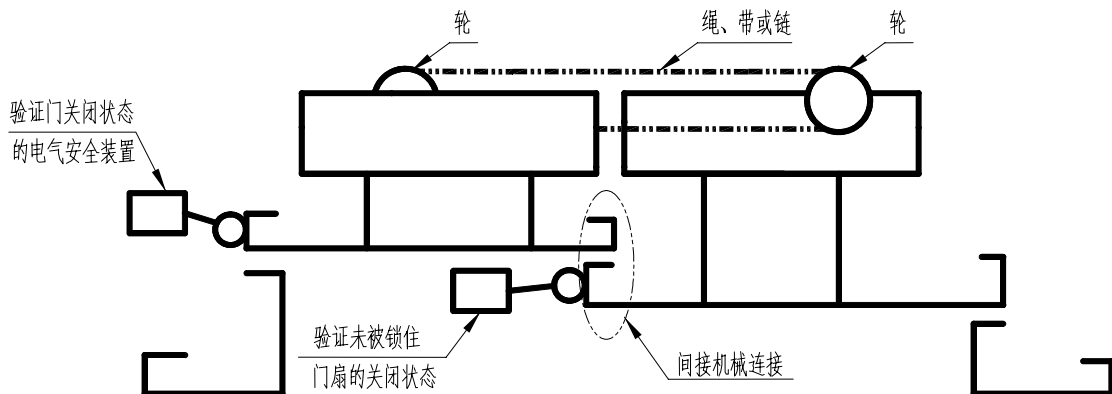 轮
绳、带或链
轮
验证门关闭状态
的电气安全装置
验证未被锁住
门扇的关闭状态
间接机械连接